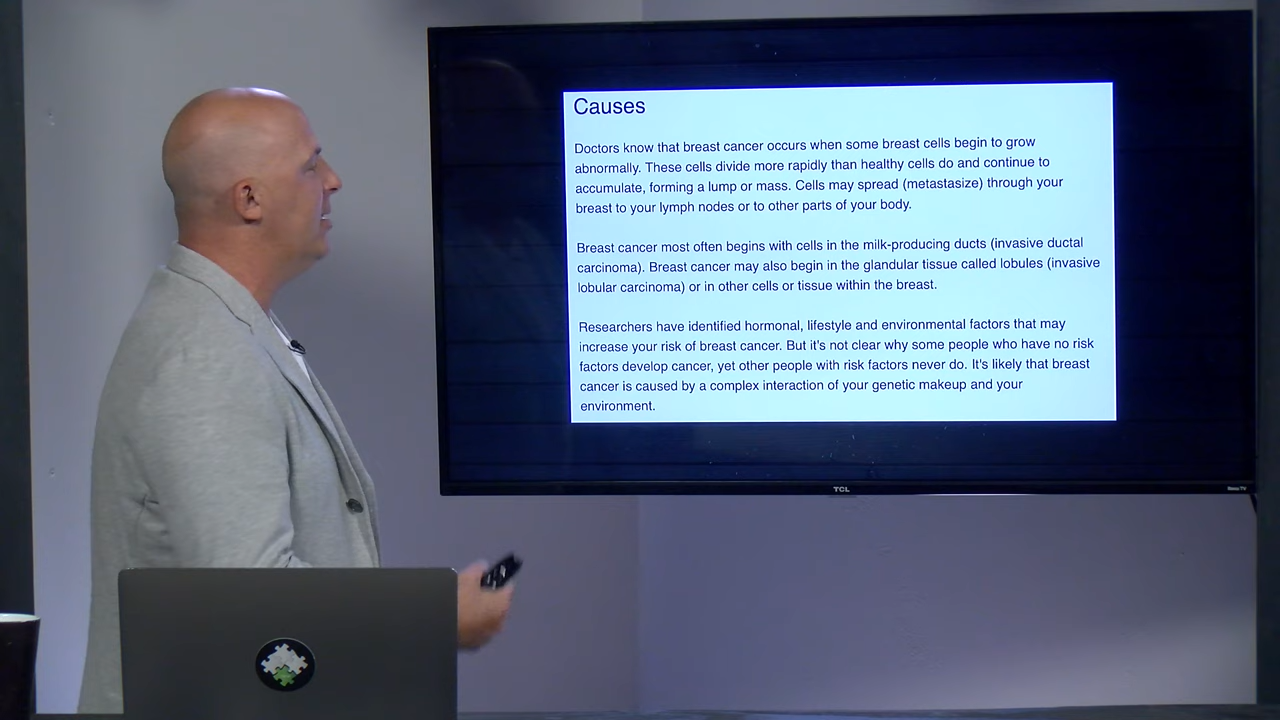 Causes
Doctors know that breast cancer occurs when some breast cells begin to grow
abnormally. These cells divide more rapidly than healthy cells do and continue to
accumulate, forming a lump or mass. Cells may spread (metastasize) through your
breast to your lymph nodes or to other parts of your body.
Breast cancer most often begins with cells in the milk-producing ducts (invasive ductal
carcinoma). Breast cancer may also begin in the glandular tissue called lobules (invasive
lobular carcinoma) or in other cells or tissue within the breast.
Researchers have identified hormonal, lifestyle and environmental factors that may
increase your risk of breast cancer. But it's not clear why some people who have no risk
factors develop cancer, yet other people with risk factors never do. It's likely that breast
cancer is caused by a complex interaction of your genetic makeup and your
environment.
TCL
Roku TV